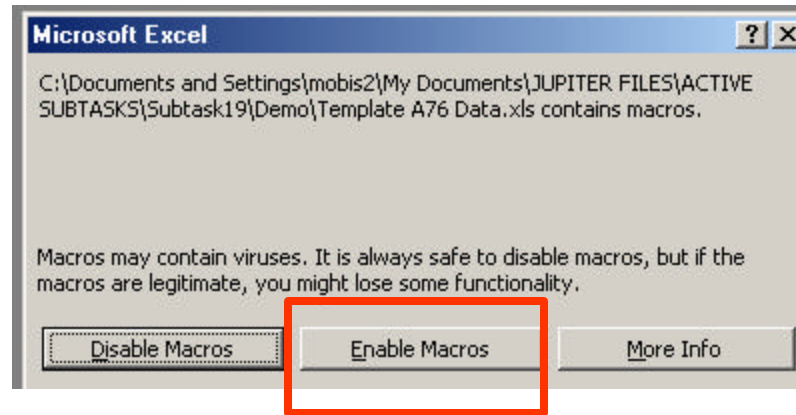 Microsoft Excel
C:\Documents and Settings\mobis2\My Documents\JUPITER FILES\ACTIVE
SUBTASKS\Subtask19\Demo\Template A76 Data.xls contains macros.
Macros may contain viruses. It is always safe to disable macros, but if the
macros are legitimate, you might lose some functionality.
Disable Macros Enable Macros More Info